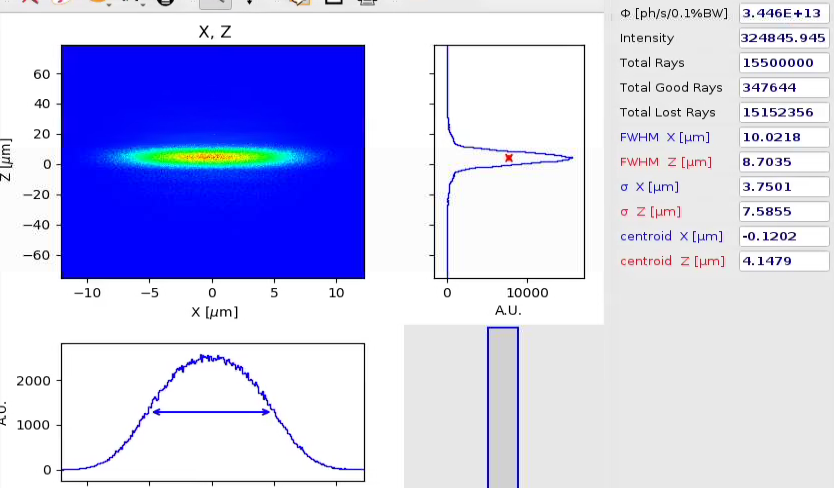 X, Z
Z [μm]
60
40
20
0
−20
−40
−60
−10
−5
0
5
10
X [μm]
0
10000
A.U.
2000
1000
0
A.U.
Φ [ph/s/0.1%BW] 3.446E+13
Intensity 324845.945
Total Rays 15500000
Total Good Rays 347644
Total Lost Rays 15152356
FWHM X [μm] 10.0218
FWHM Z [μm] 8.7035
σ X [μm] 3.7501
σ Z [μm] 7.5855
centroid X [μm] -0.1202
centroid Z [μm] 4.1479